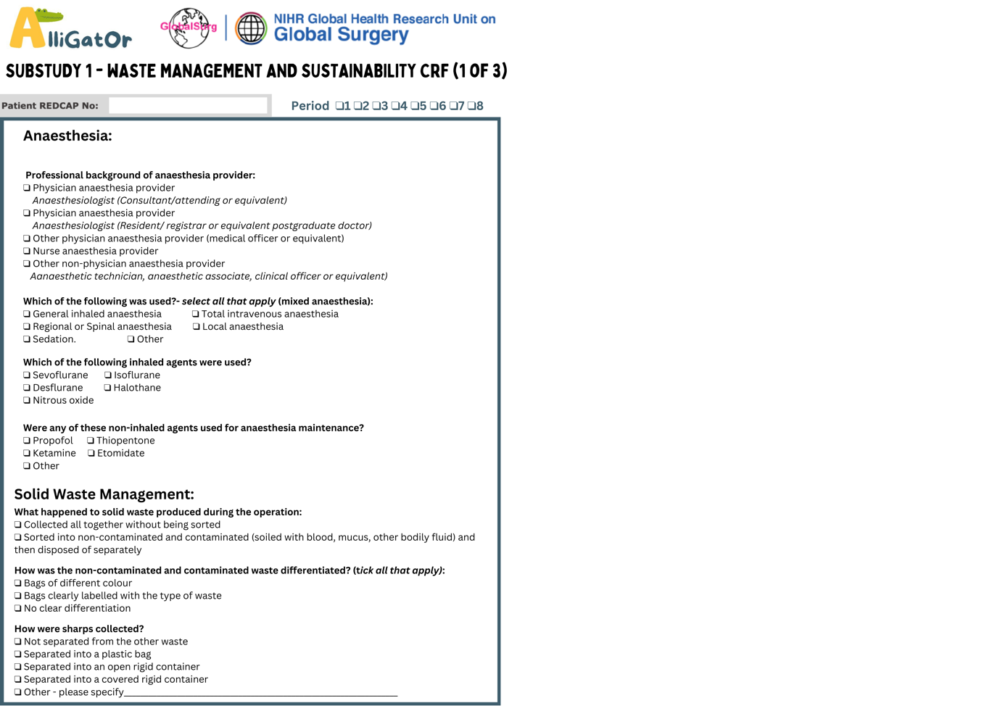 AlliGatOr
GlobalSurg
NIHR Global Health Research Unit on
Global Surgery
SUBSTUDY 1 - WASTE MANAGEMENT AND SUSTAINABILITY CRF (1 OF 3)
Patient REDCAP No:
Period ❑1 ❑2 ❑3 ❑4 ❑5 ❑6 ❑7 ❑8
Anaesthesia:
Professional background of anaesthesia provider:
❑ Physician anaesthesia provider
Anaesthesiologist (Consultant/attending or equivalent)
❑ Physician anaesthesia provider
Anaesthesiologist (Resident/ registrar or equivalent postgraduate doctor)
❑ Other physician anaesthesia provider (medical officer or equivalent)
❑ Nurse anaesthesia provider
❑ Other non-physician anaesthesia provider
Aanaesthetic technician, anaesthetic associate, clinical officer or equivalent)
Which of the following was used?- select all that apply (mixed anaesthesia):
❑ General inhaled anaesthesia ❑ Total intravenous anaesthesia
❑ Regional or Spinal anaesthesia ❑ Local anaesthesia
❑ Sedation. ❑ Other
Which of the following inhaled agents were used?
❑ Sevoflurane ❑ Isoflurane
❑ Desflurane ❑ Halothane
❑ Nitrous oxide
Were any of these non-inhaled agents used for anaesthesia maintenance?
❑ Propofol ❑ Thiopentone
❑ Ketamine ❑ Etomidate
❑ Other
Solid Waste Management:
What happened to solid waste produced during the operation:
❑ Collected all together without being sorted
❑ Sorted into non-contaminated and contaminated (soiled with blood, mucus, other bodily fluid) and
then disposed of separately
How was the non-contaminated and contaminated waste differentiated? (tick all that apply):
❑ Bags of different colour
❑ Bags clearly labelled with the type of waste
❑ No clear differentiation
How were sharps collected?
❑ Not separated from the other waste
❑ Separated into a plastic bag
❑ Separated into an open rigid container
❑ Separated into a covered rigid container
❑ Other - please specify____________________